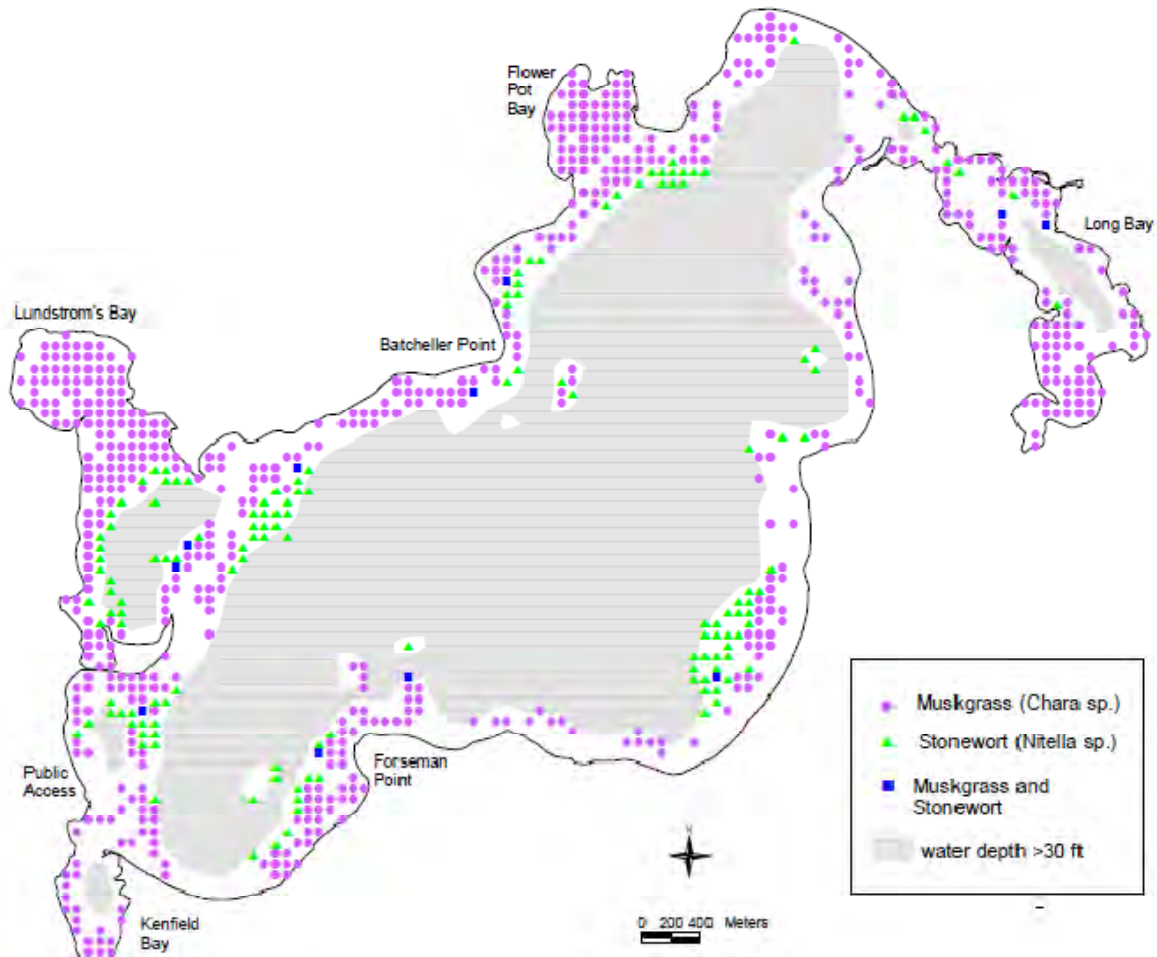 Flower
Pot
Bay
Long Bay
Lundstrom's Bay
Batcheller Point
Muskgrass (Chara sp.)
Stonewort (Nitella sp.)
Muskgrass and
Stonewort
water depth >30 ft
Public
Access
Forseman
Point
N
0 200 400 Meters
Kenfield
Bay